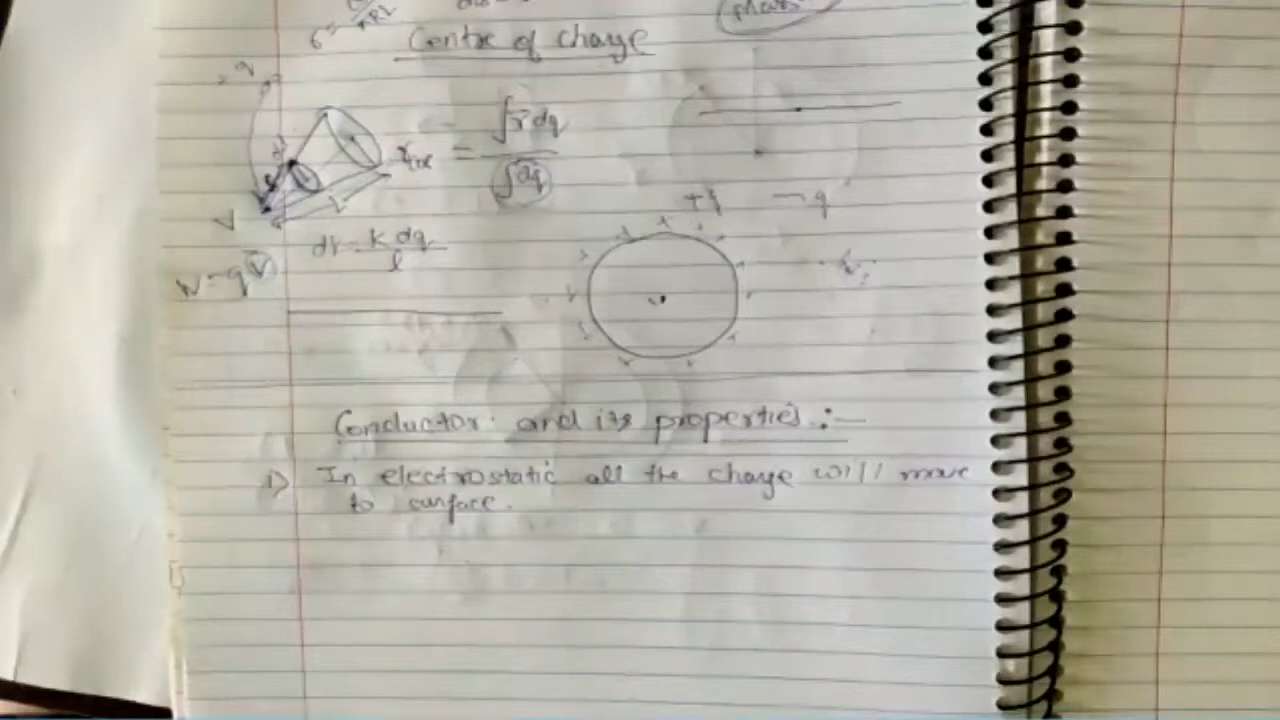 Centre of charge
= ∫r⃗ dq
∫dq
+q -q
V
dV = K dq
l
W = qV
Conductor and its properties :-
1) In electrostatic all the charge will move
to surface.